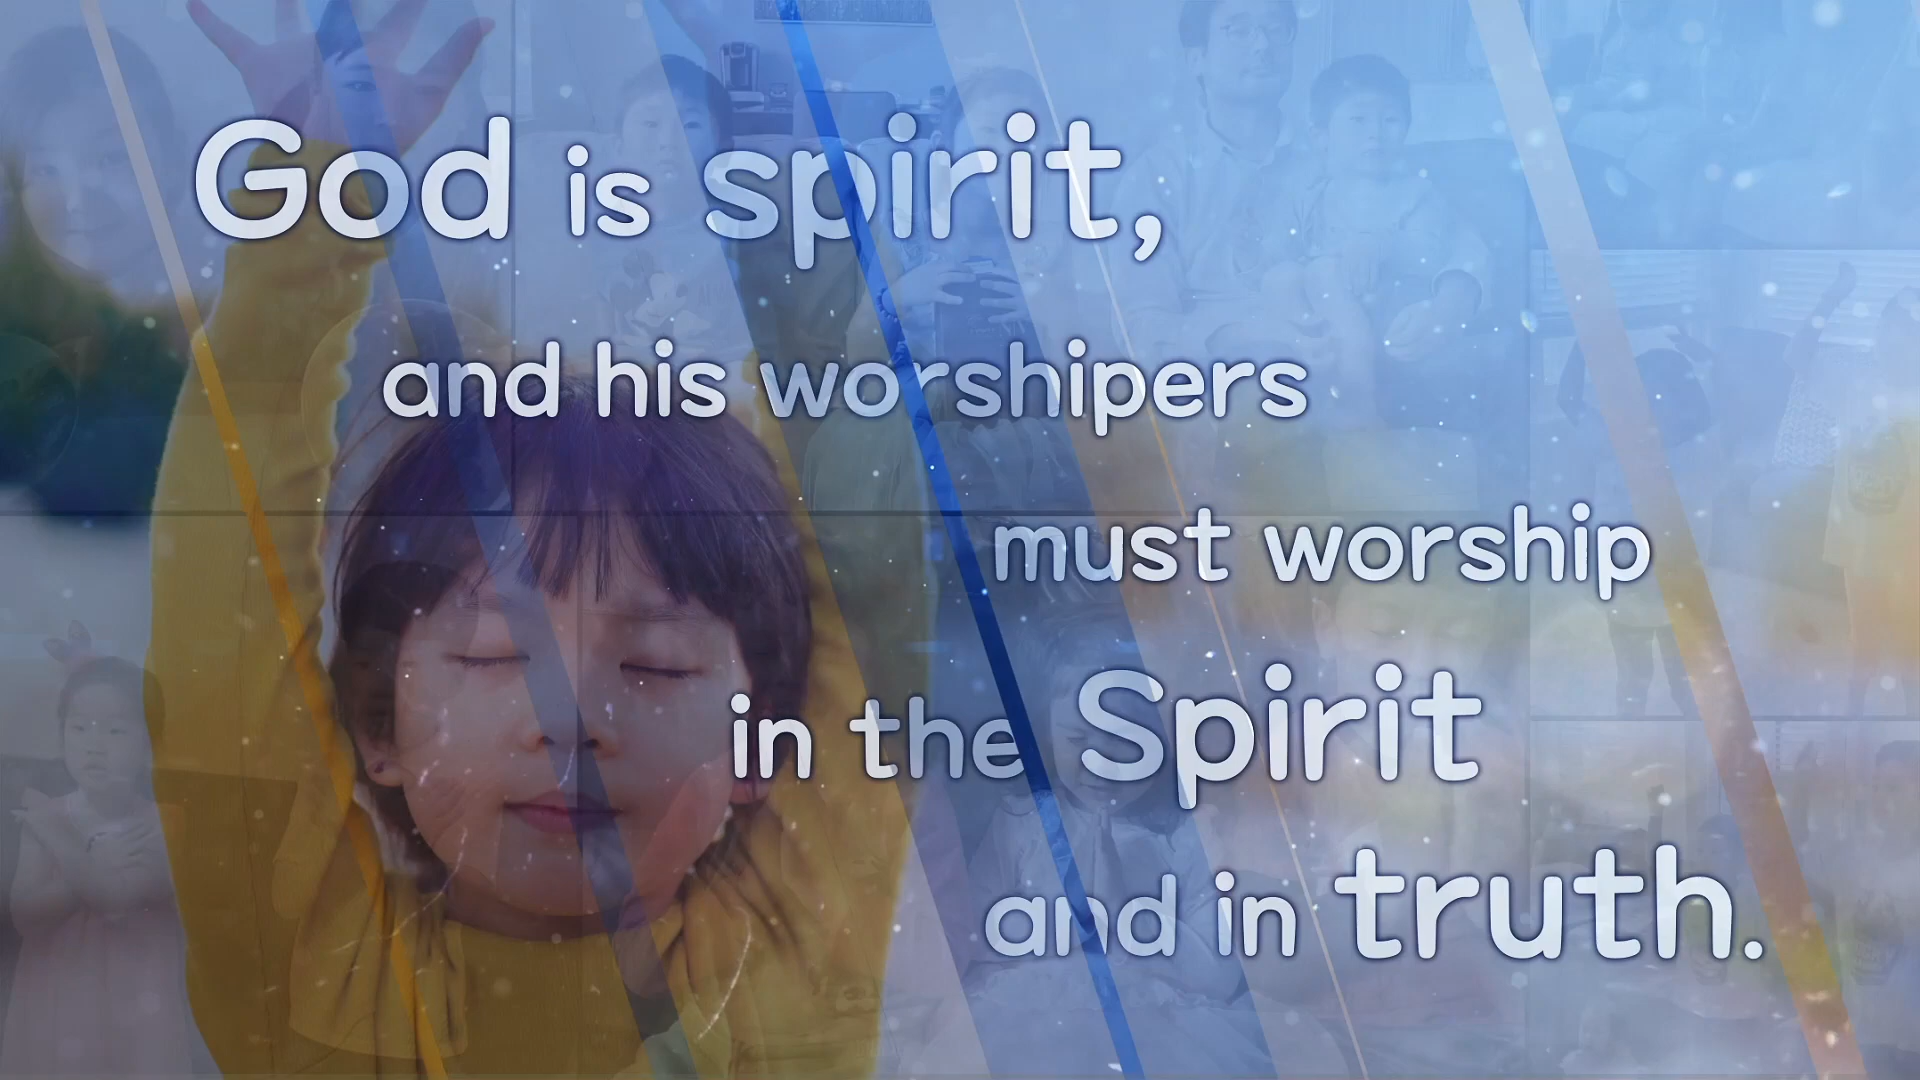 God is spirit,
and his worshipers
must worship
in the Spirit
and in truth.